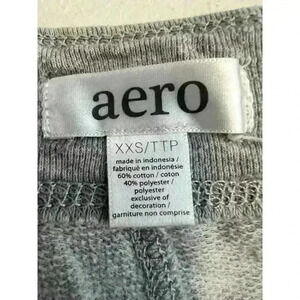 aero
XXS/TTP
made in indonesia /
fabriqué en indonésie
60% cotton / coton
40% polyester /
polyester
exclusive of
decoration /
garniture non comprise